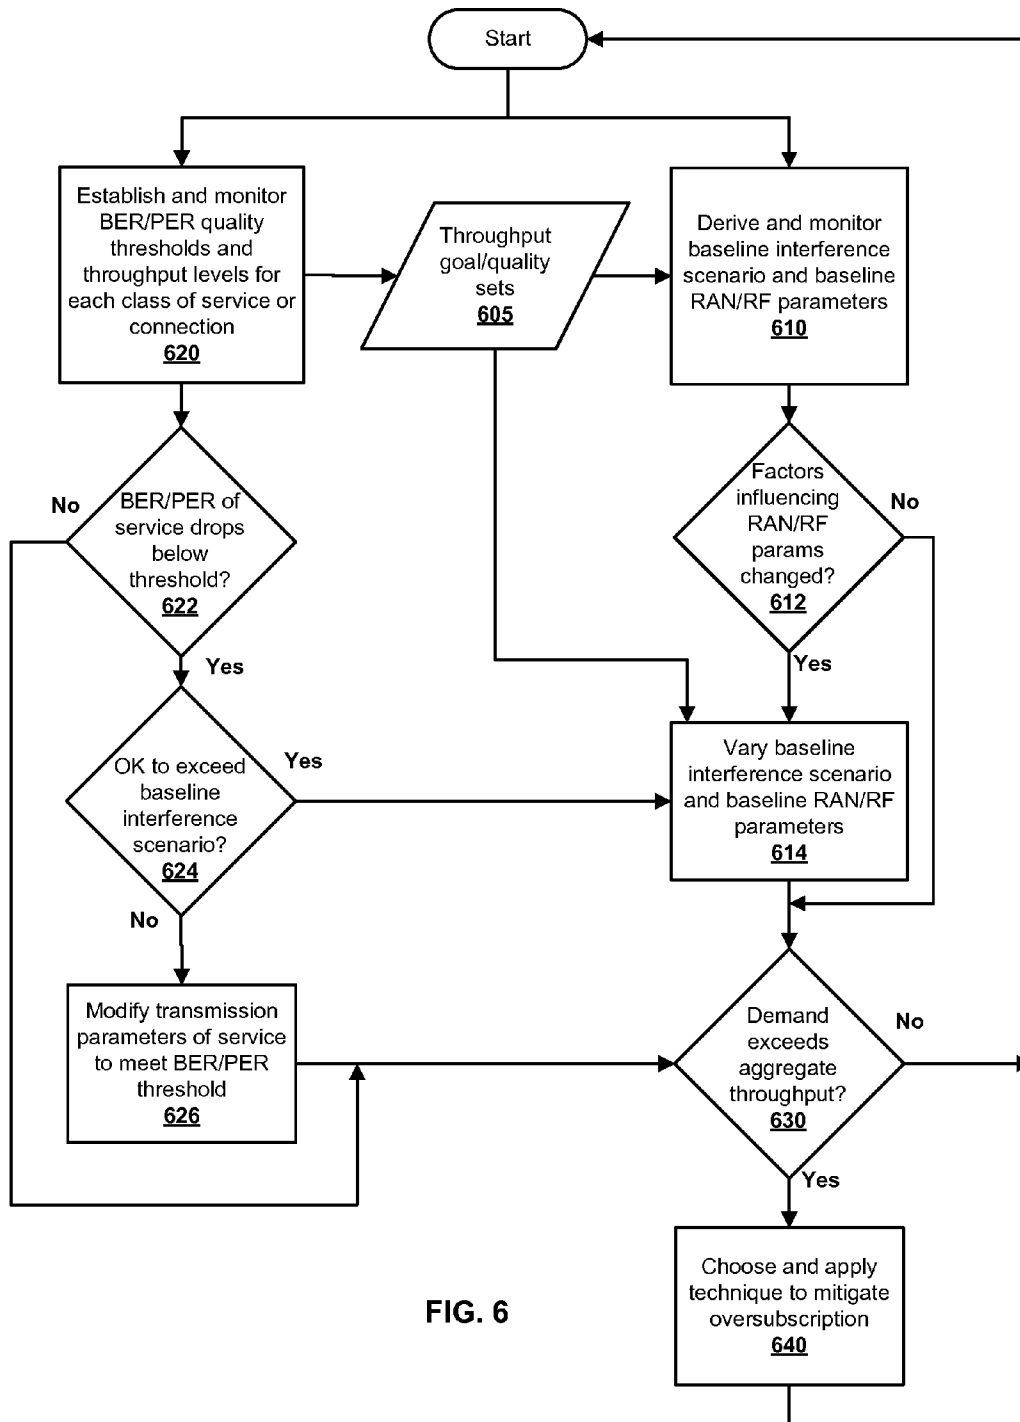 Start
Establish and monitor
BER/PER quality
thresholds and
throughput levels for
each class of service or
connection
620
Throughput
goal/quality
sets
605
Derive and monitor
baseline interference
scenario and baseline
RAN/RF parameters
610
No
BER/PER of
service drops
below
threshold?
622
Yes
Factors
influencing
RAN/RF
params
changed?
612
No
Yes
OK to exceed
baseline
interference
scenario?
624
Yes
No
Vary baseline
interference scenario
and baseline RAN/RF
parameters
614
Modify transmission
parameters of service
to meet BER/PER
threshold
626
Demand
exceeds
aggregate
throughput?
630
No
Yes
Choose and apply
technique to mitigate
oversubscription
640
FIG. 6